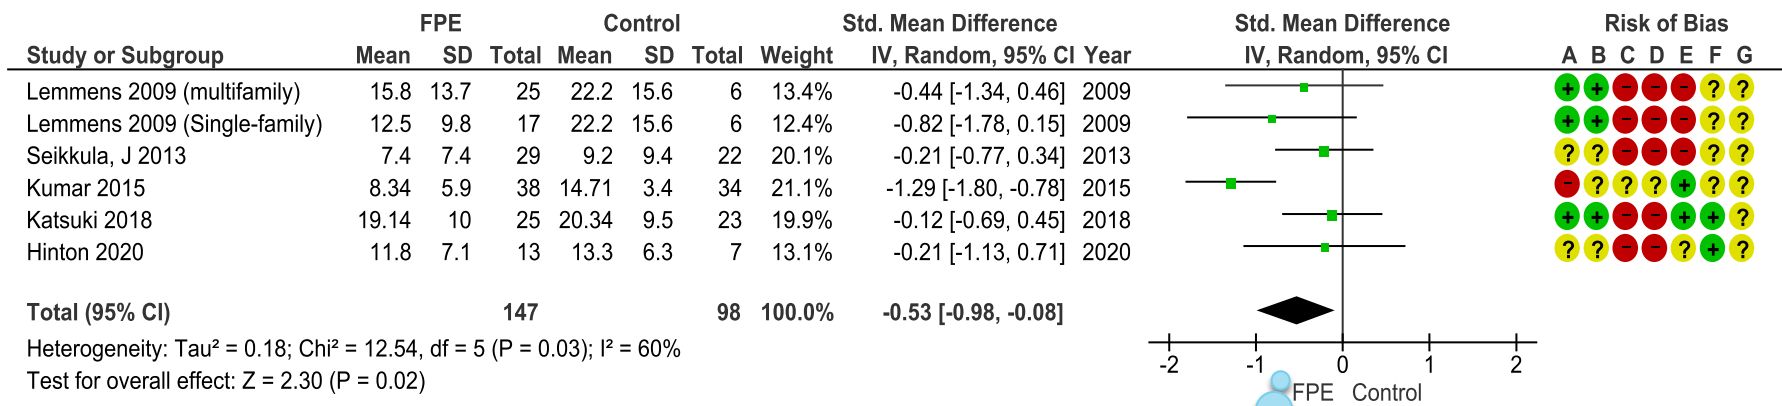 FPE Control Std. Mean Difference Std. Mean Difference Risk of Bias
Study or Subgroup Mean SD Total Mean SD Total Weight IV, Random, 95% CI Year IV, Random, 95% CI A B C D E F G
Lemmens 2009 (multifamily) 15.8 13.7 25 22.2 15.6 6 13.4% -0.44 [-1.34, 0.46] 2009 + + - - - ? ?
Lemmens 2009 (Single-family) 12.5 9.8 17 22.2 15.6 6 12.4% -0.82 [-1.78, 0.15] 2009 + + - - - ? ?
Seikkula, J 2013 7.4 7.4 29 9.2 9.4 22 20.1% -0.21 [-0.77, 0.34] 2013 ? ? - - - ? ?
Kumar 2015 8.34 5.9 38 14.71 3.4 34 21.1% -1.29 [-1.80, -0.78] 2015 - ? ? ? + ? ?
Katsuki 2018 19.14 10 25 20.34 9.5 23 19.9% -0.12 [-0.69, 0.45] 2018 + + - - + + ?
Hinton 2020 11.8 7.1 13 13.3 6.3 7 13.1% -0.21 [-1.13, 0.71] 2020 ? ? - - ? + ?
Total (95% CI) 147 98 100.0% -0.53 [-0.98, -0.08]
Heterogeneity: Tau² = 0.18; Chi² = 12.54, df = 5 (P = 0.03); I² = 60%
Test for overall effect: Z = 2.30 (P = 0.02)
-2 -1 0 1 2
FPE Control